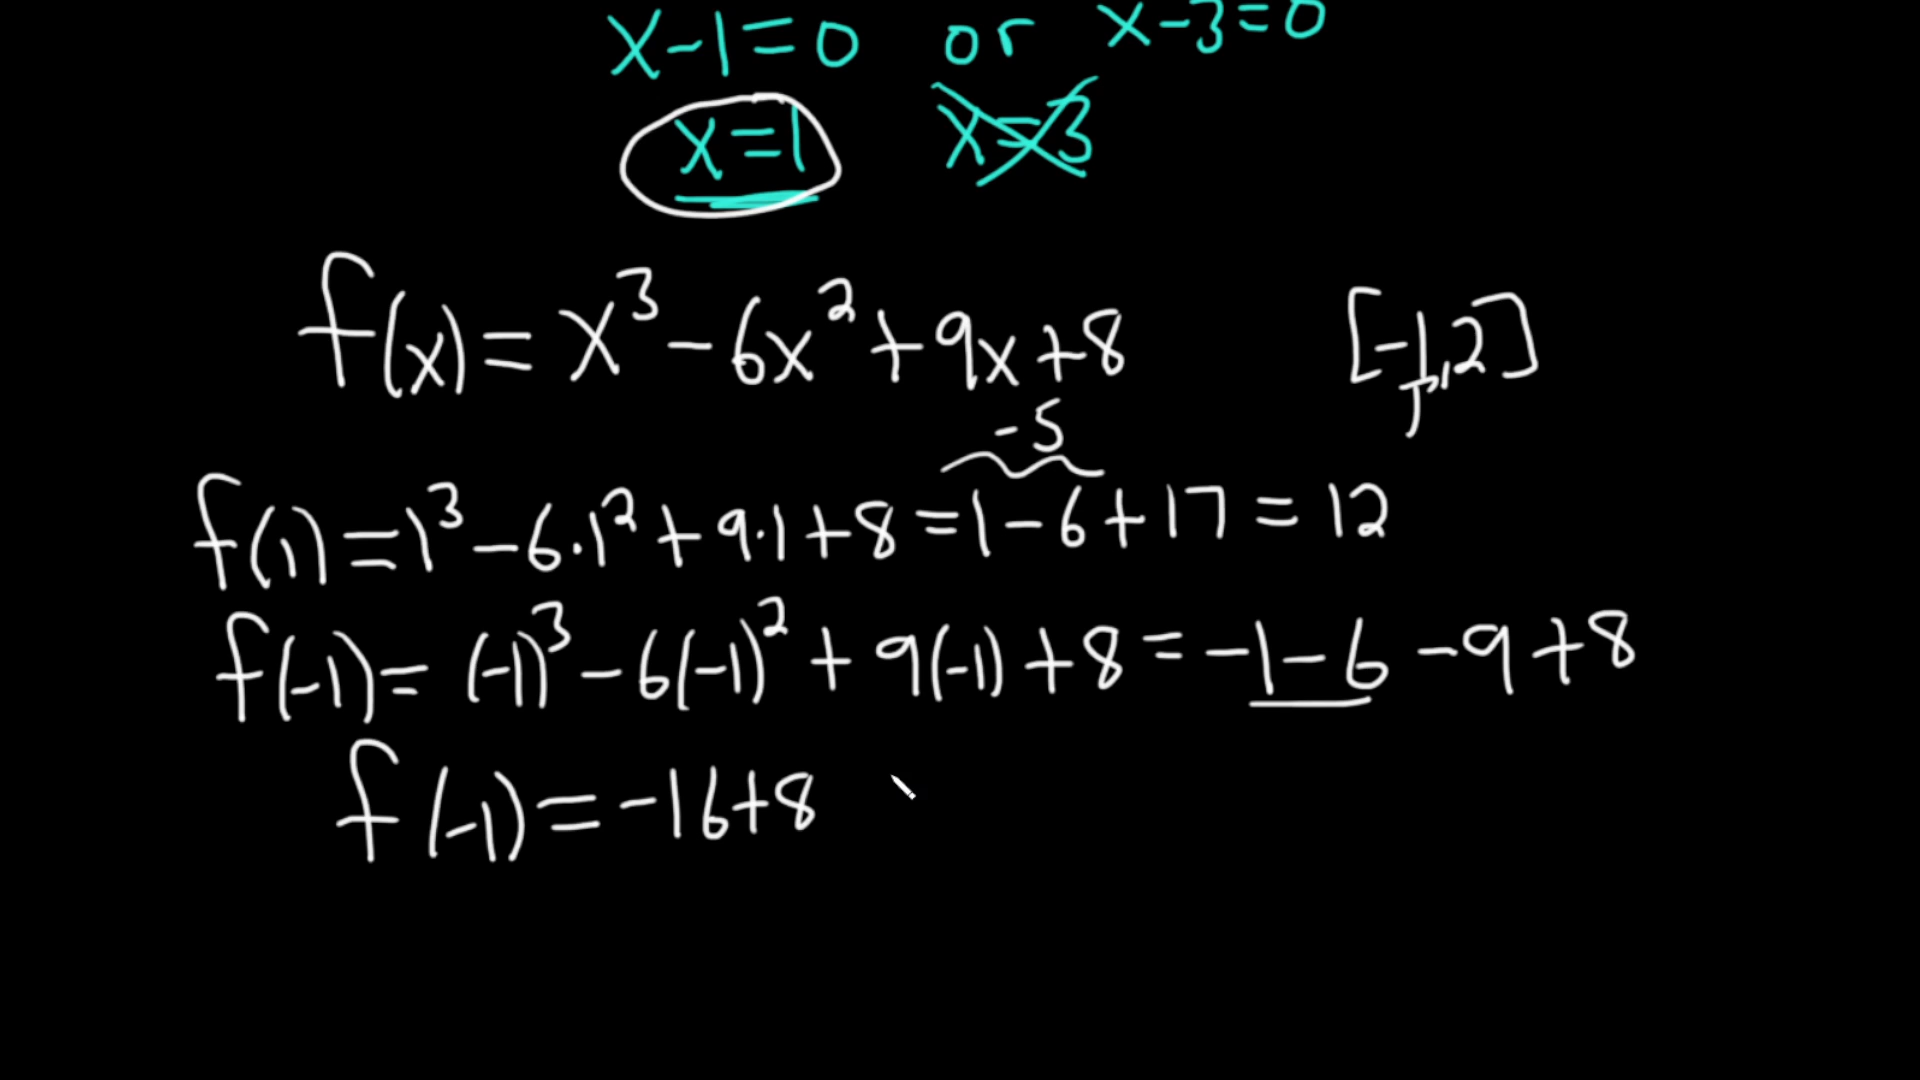 x-1=0 or x-3=0
x=1 x=3
f(x)=x³-6x²+9x+8 [-1,2]
-5
f(1)=1³-6·1²+9·1+8=1-6+17=12
f(-1)=(-1)³-6(-1)²+9(-1)+8=-1-6-9+8
f(-1)=-16+8